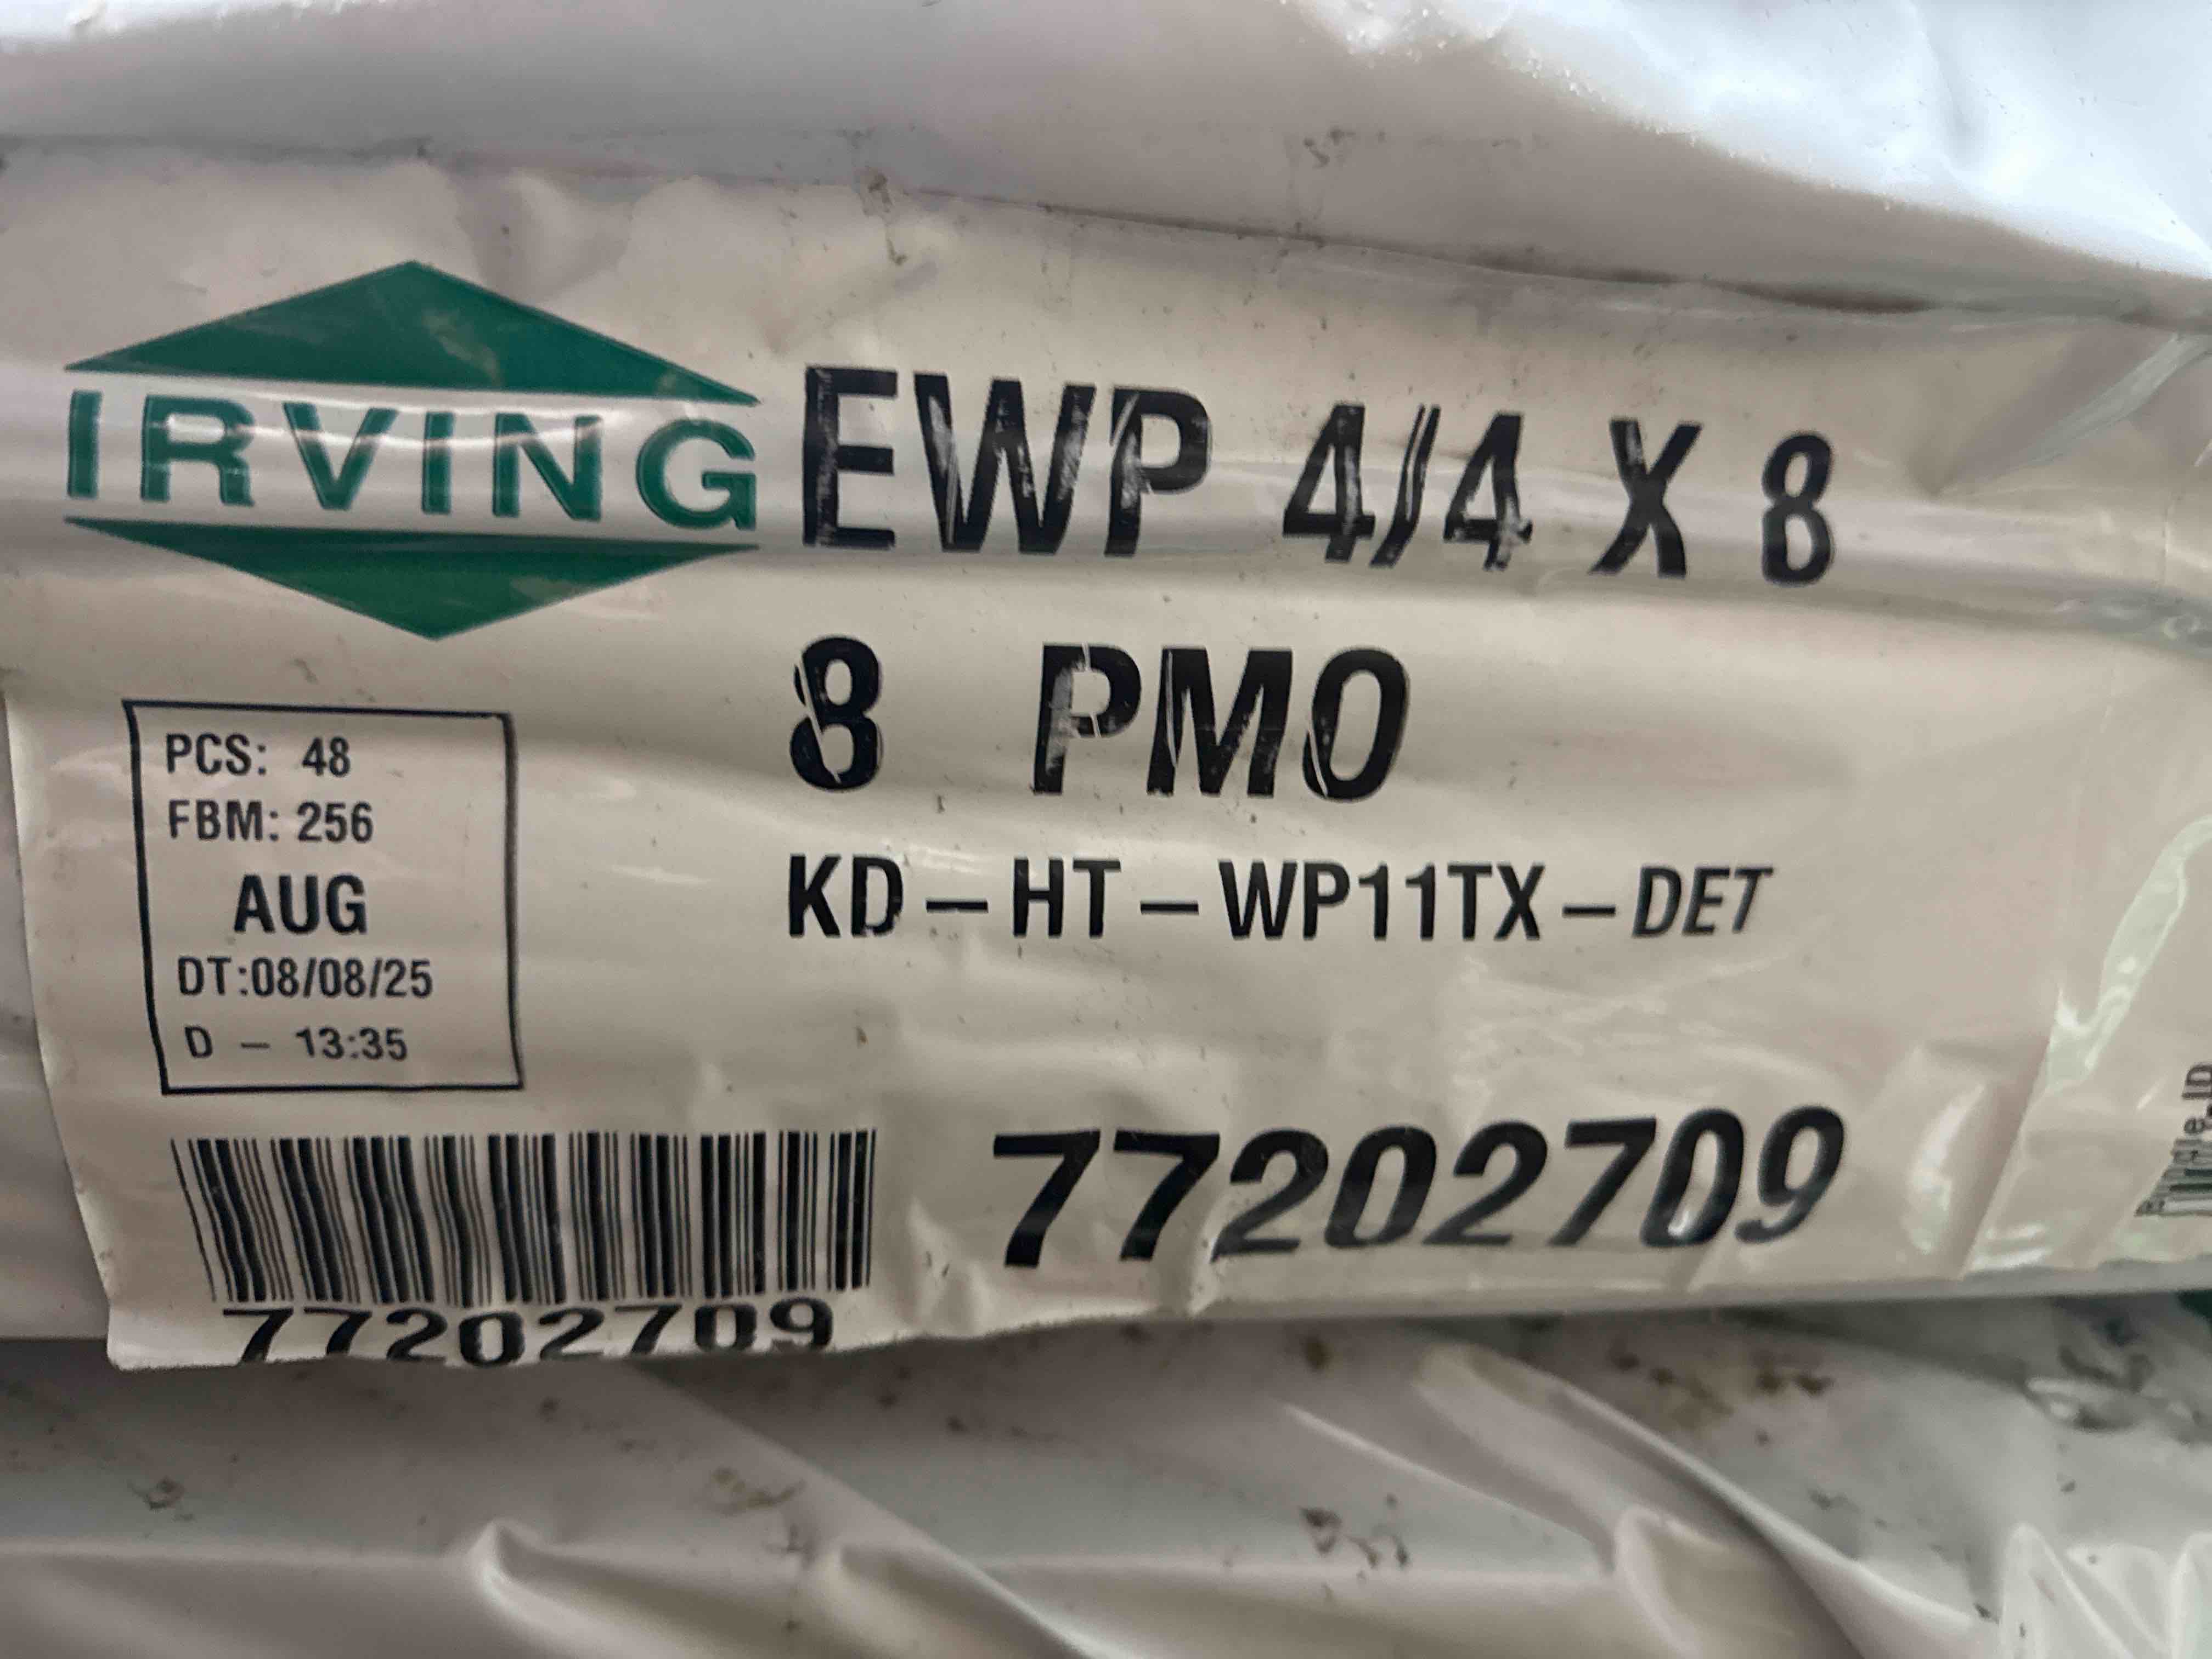 IRVING
EWP 4/4 X 8
8 PMO
KD-HT-WP11TX-DET
PCS: 48
FBM: 256
AUG
DT:08/08/25
D - 13:35
77202709
77202709